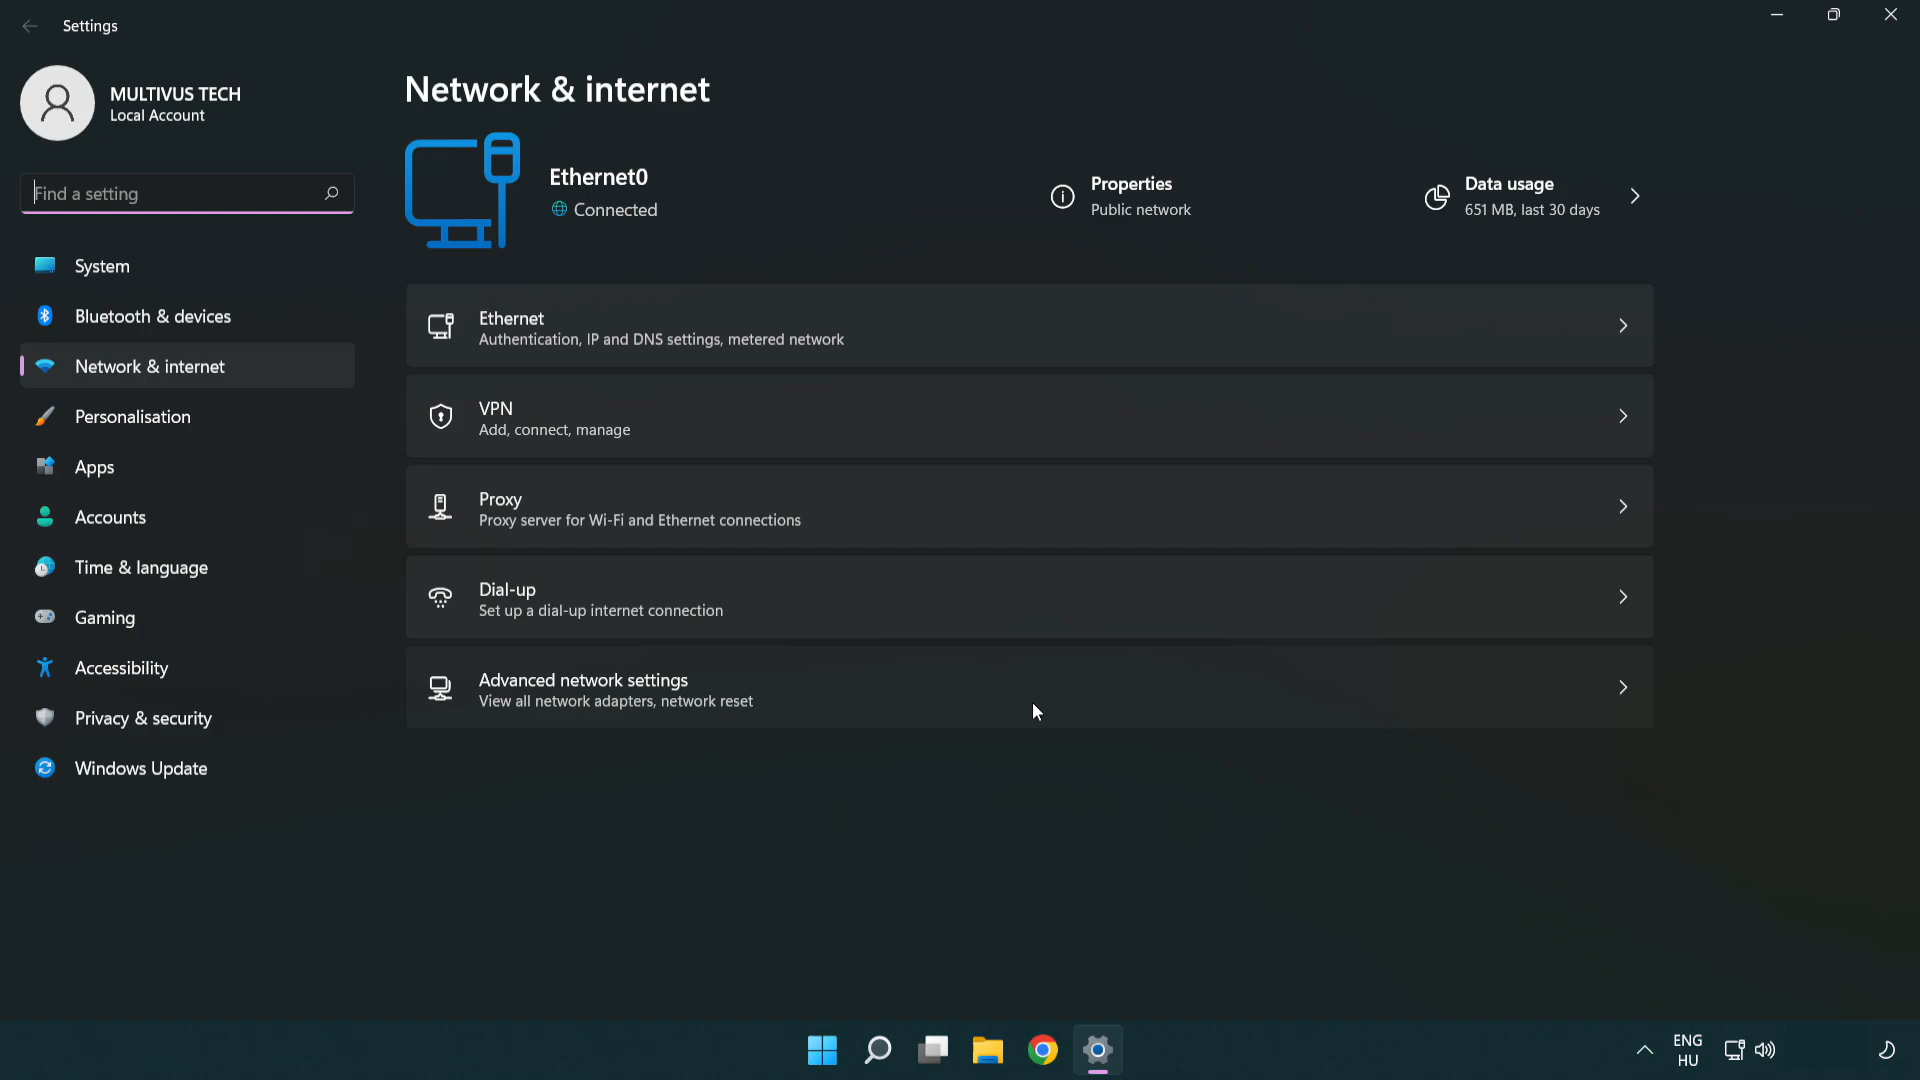 Settings
MULTIVUS TECH
Local Account
Find a setting
System
Bluetooth & devices
Network & internet
Personalisation
Apps
Accounts
Time & language
Gaming
Accessibility
Privacy & security
Windows Update
Network & internet
Ethernet0
Connected
Properties
Public network
Data usage
651 MB, last 30 days
Ethernet
Authentication, IP and DNS settings, metered network
VPN
Add, connect, manage
Proxy
Proxy server for Wi-Fi and Ethernet connections
Dial-up
Set up a dial-up internet connection
Advanced network settings
View all network adapters, network reset
ENG
HU